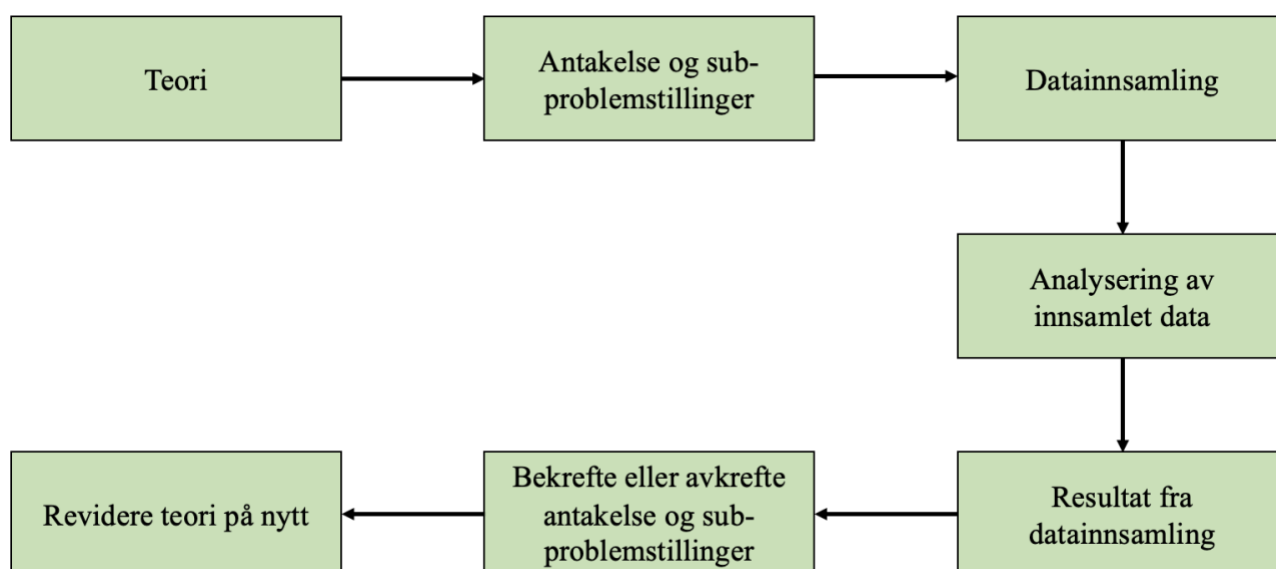 Teori
Antakelse og sub-
problemstillinger
Datainnsamling
Analysering av
innsamlet data
Resultat fra
datainnsamling
Bekrefte eller avkrefte
antakelse og sub-
problemstillinger
Revidere teori på nytt